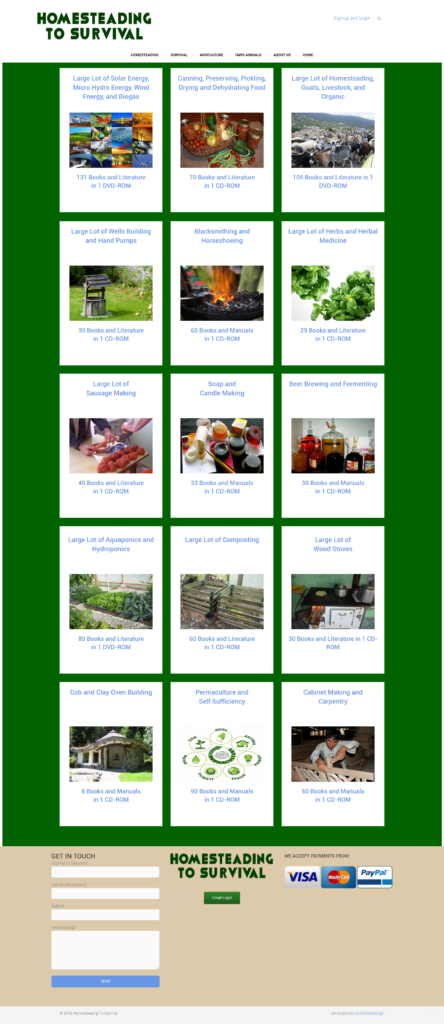 HOMESTEADING
TO SURVIVAL
Sign-up and Login
HOMESTEADING SURVIVAL AGRICULTURE FARM ANIMALS ABOUT US HOME
Large Lot of Solar Energy,
Micro Hydro Energy, Wind
Energy, and Biogas
131 Books and Literature
in 1 DVD-ROM
Canning, Preserving, Pickling,
Drying and Dehydrating Food
70 Books and Literature
in 1 CD-ROM
Large Lot of Homesteading,
Goats, Livestock, and
Organic
105 Books and Literature in 1
DVD-ROM
Large Lot of Wells Building
and Hand Pumps
30 Books and Literature
in 1 CD-ROM
Blacksmithing and
Horseshoeing
60 Books and Manuals
in 1 CD-ROM
Large Lot of Herbs and Herbal
Medicine
29 Books and Literature
in 1 CD-ROM
Large Lot of
Sausage Making
40 Books and Literature
in 1 CD-ROM
Soap and
Candle Making
33 Books and Manuals
in 1 CD-ROM
Beer Brewing and Fermenting
30 Books and Manuals
in 1 CD-ROM
Large Lot of Aquaponics and
Hydroponics
80 Books and Literature
in 1 DVD-ROM
Large Lot of Composting
60 Books and Literature
in 1 CD-ROM
Large Lot of
Wood Stoves
30 Books and Literature in 1 CD-
ROM
Cob and Clay Oven Building
8 Books and Manuals
in 1 CD-ROM
Permaculture and
Self Sufficiency
90 Books and Manuals
in 1 CD-ROM
Cabinet Making and
Carpentry
60 Books and Manuals
in 1 CD-ROM
GET IN TOUCH
Your Name (required)
Your Email (required)
Subject
Your Message
Send
HOMESTEADING
TO SURVIVAL
Email Login
WE ACCEPT PAYMENTS FROM:
VISA MasterCard PayPal
© 2016 Homesteading To Survival
Developed by